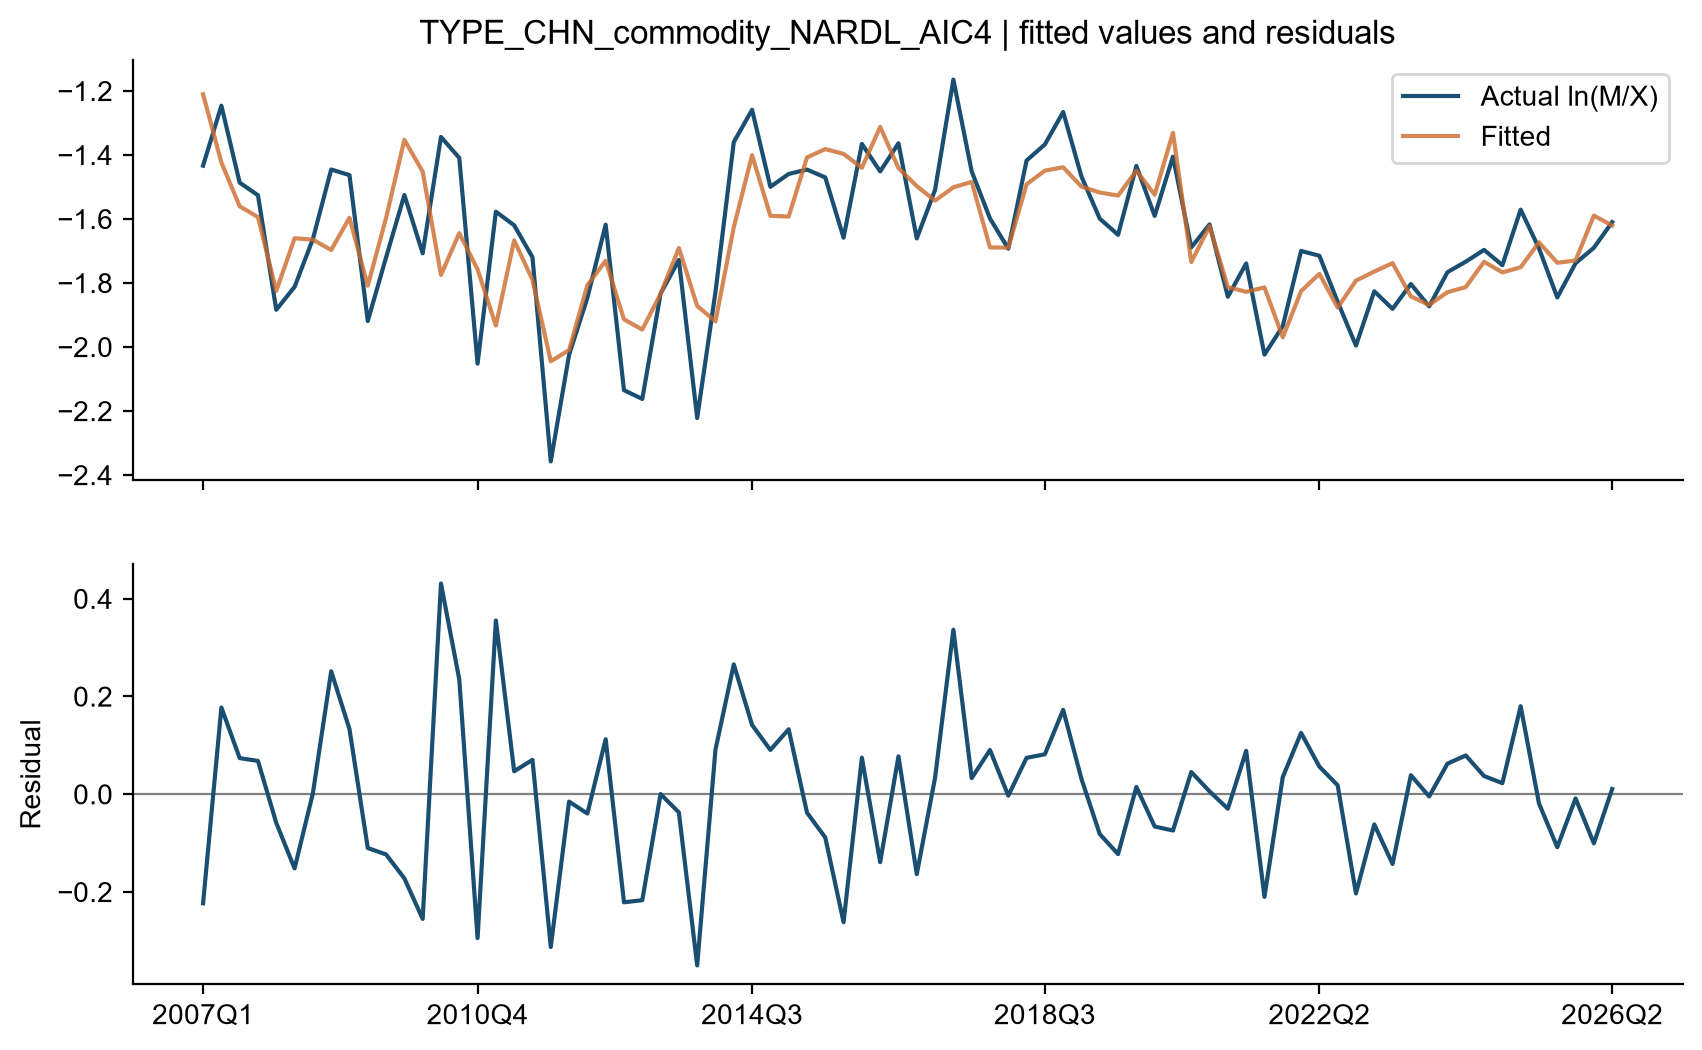 TYPE_CHN_commodity_NARDL_AIC4 | fitted values and residuals
Actual ln(M/X)
Fitted
−1.2
−1.4
−1.6
−1.8
−2.0
−2.2
−2.4
Residual
0.4
0.2
0.0
−0.2
2007Q1
2010Q4
2014Q3
2018Q3
2022Q2
2026Q2